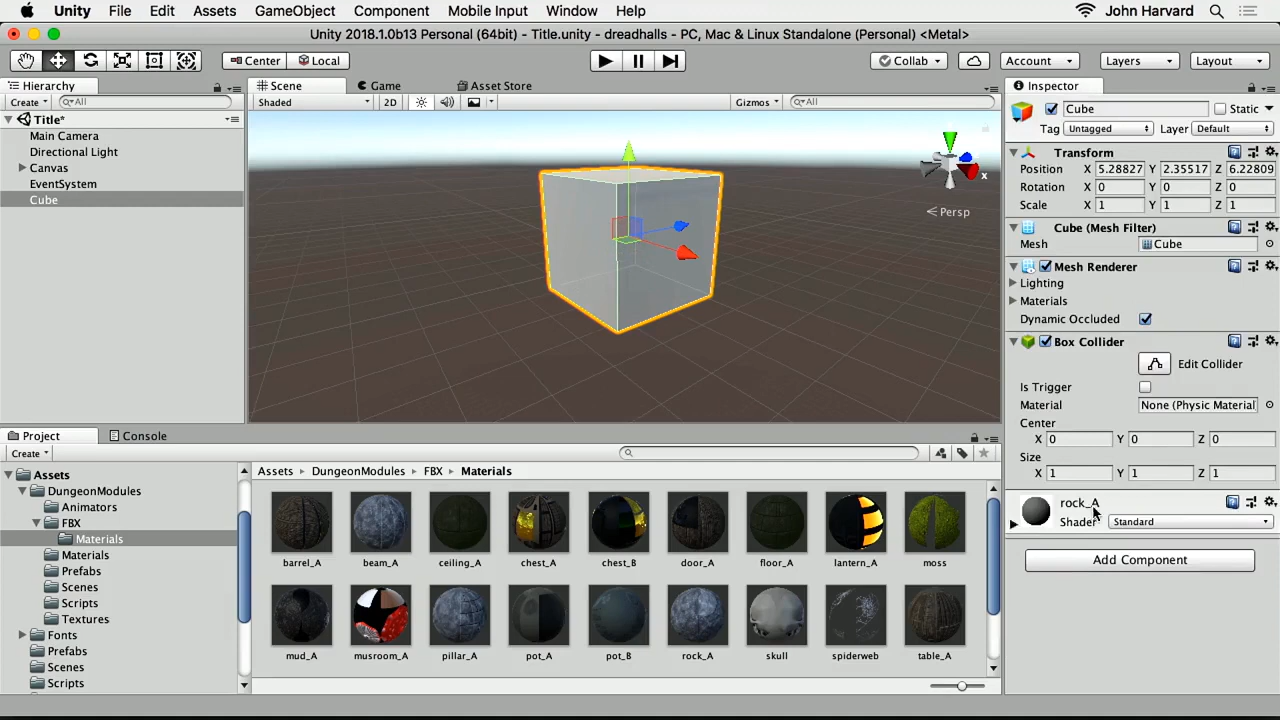 Unity File Edit Assets GameObject Component Mobile Input Window Help John Harvard
Unity 2018.1.0b13 Personal (64bit) - Title.unity - dreadhalls - PC, Mac & Linux Standalone (Personal) <Metal>
Center Local Collab Account Layers Layout
Hierarchy
Create All
Title*
Main Camera
Directional Light
Canvas
EventSystem
Cube
Scene Game Asset Store
Shaded 2D Gizmos All
x
Persp
Inspector
Cube Static
Tag Untagged Layer Default
Transform
Position X 5.28827 Y 2.35517 Z 6.22809
Rotation X 0 Y 0 Z 0
Scale X 1 Y 1 Z 1
Cube (Mesh Filter)
Mesh Cube
Mesh Renderer
Lighting
Materials
Dynamic Occluded
Box Collider
Edit Collider
Is Trigger
Material None (Physic Material
Center
X 0 Y 0 Z 0
Size
X 1 Y 1 Z 1
rock_A
Shader Standard
Add Component
Project Console
Create
Assets
DungeonModules
Animators
FBX
Materials
Materials
Prefabs
Scenes
Scripts
Textures
Fonts
Prefabs
Scenes
Scripts
Assets DungeonModules FBX Materials
barrel_A beam_A ceiling_A chest_A chest_B door_A floor_A lantern_A moss
mud_A musroom_A pillar_A pot_A pot_B rock_A skull spiderweb table_A